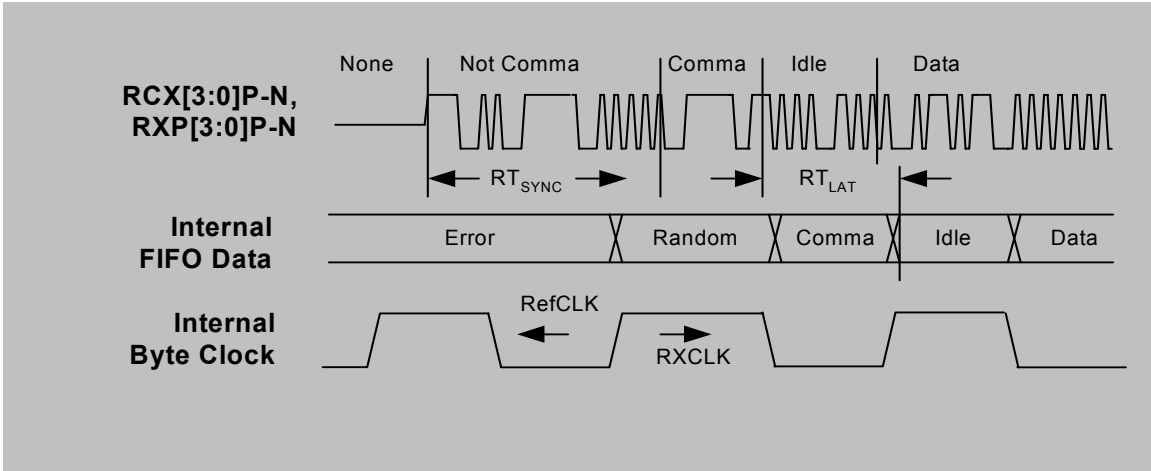 None Not Comma Comma Idle Data
RCX[3:0]P-N,
RXP[3:0]P-N
RT_SYNC RT_LAT
Internal
FIFO Data
Error Random Comma Idle Data
Internal
Byte Clock
RefCLK
RXCLK